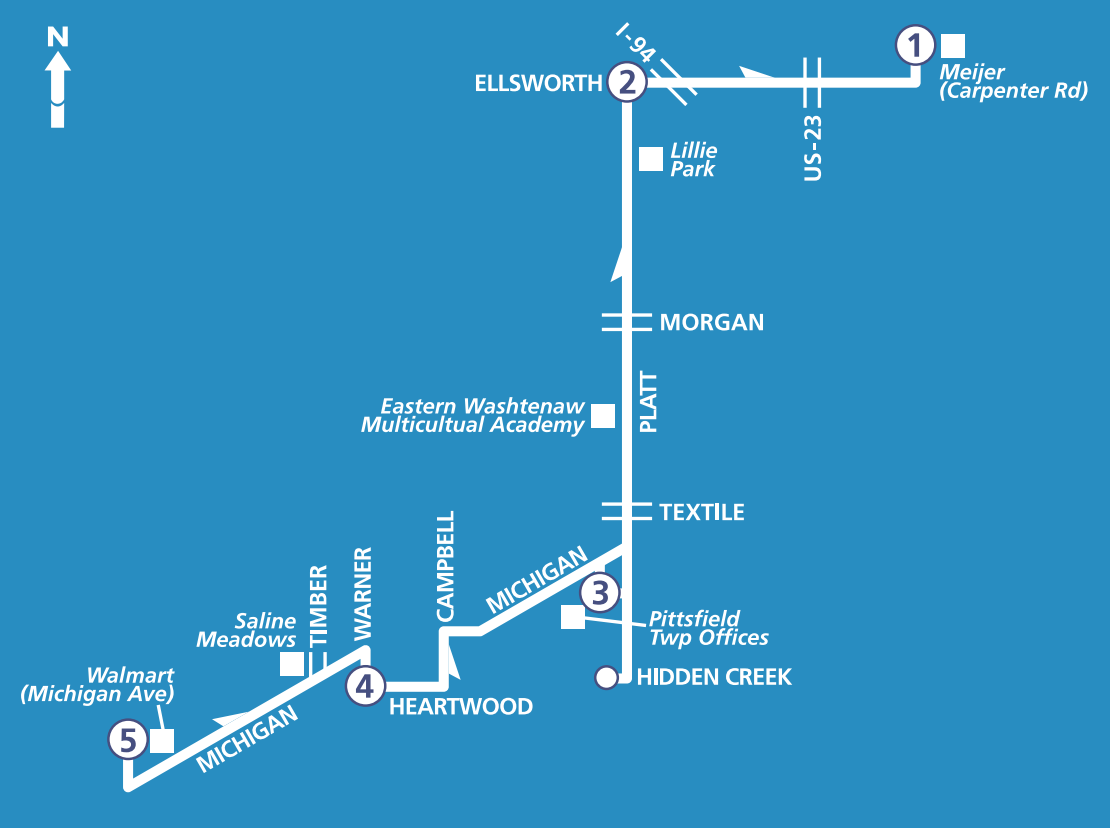 N
I-94
1
Meijer
(Carpenter Rd)
ELLSWORTH
2
US-23
Lillie
Park
MORGAN
PLATT
Eastern Washtenaw
Multicultual Academy
TEXTILE
CAMPBELL
MICHIGAN
WARNER
TIMBER
3
Saline
Meadows
Pittsfield
Twp Offices
Walmart
(Michigan Ave)
4
HIDDEN CREEK
HEARTWOOD
MICHIGAN
5